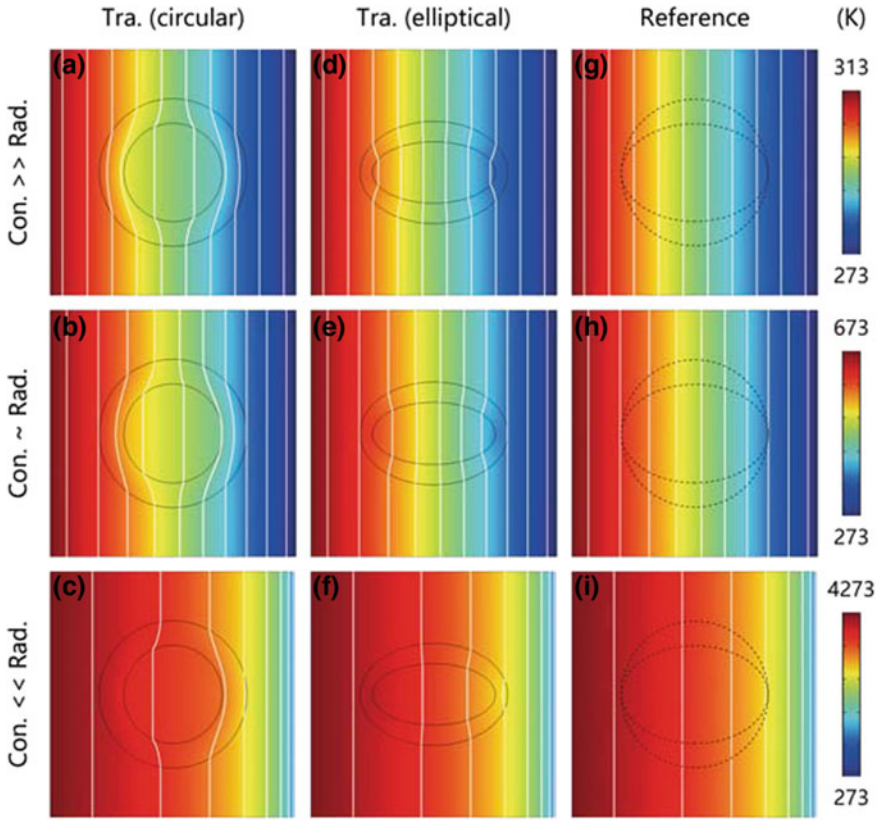 Tra. (circular) Tra. (elliptical) Reference (K)
Con. >> Rad. (a) (d) (g) 313
273
Con. ~ Rad. (b) (e) (h) 673
273
Con. << Rad. (c) (f) (i) 4273
273